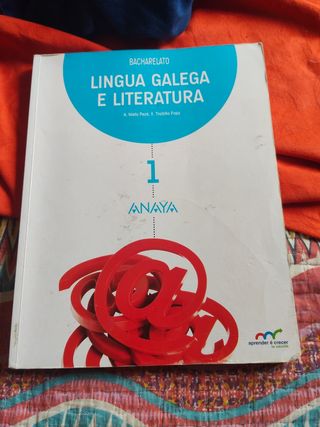 BACHARELATO
LINGUA GALEGA
E LITERATURA
1
ANAYA
aprender é crecer